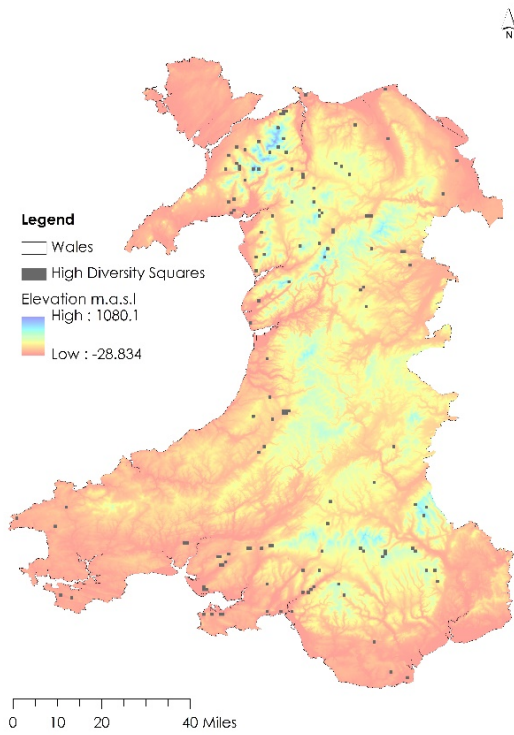 N
Legend
Wales
High Diversity Squares
Elevation m.a.s.l
High : 1080.1
Low : -28.834
0 10 20 40 Miles